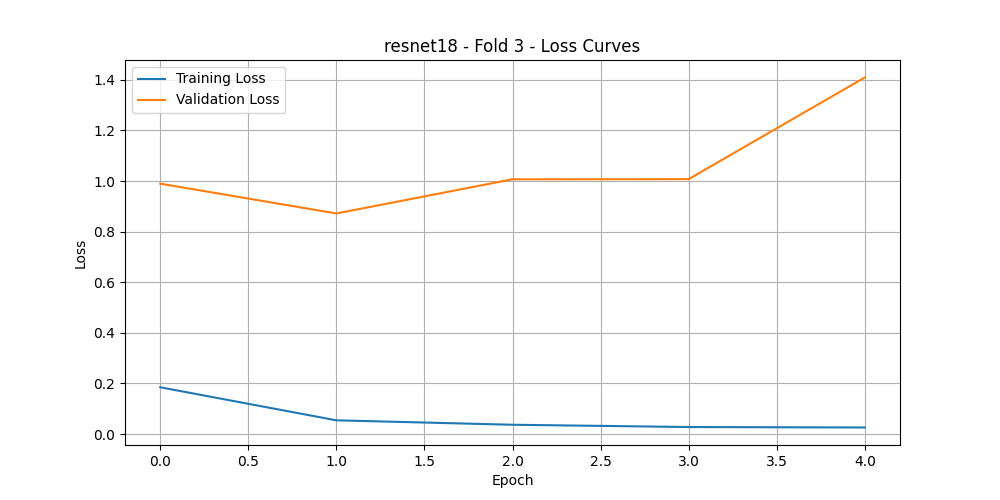 resnet18 - Fold 3 - Loss Curves
Training Loss
Validation Loss
1.4
1.2
1.0
0.8
0.6
0.4
0.2
0.0
Loss
0.0 0.5 1.0 1.5 2.0 2.5 3.0 3.5 4.0
Epoch